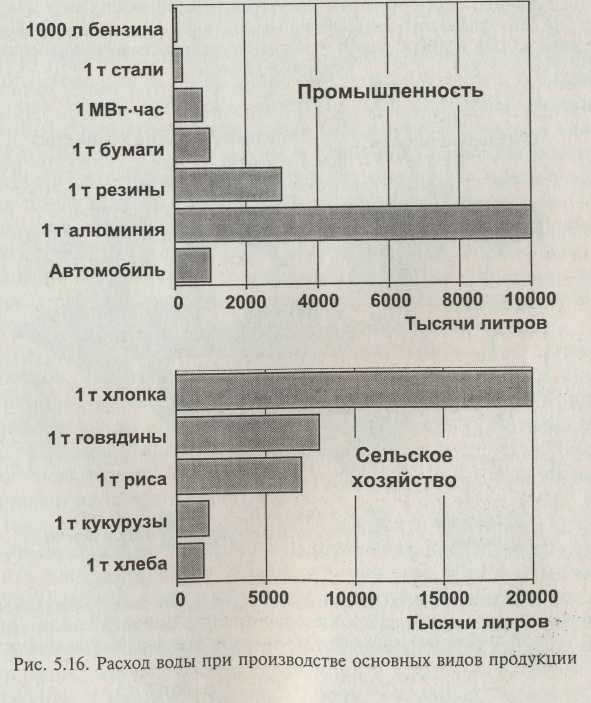 1000 л бензина
1 т стали
1 МВт·час
1 т бумаги
1 т резины
1 т алюминия
Автомобиль
Промышленность
0 2000 4000 6000 8000 10000
Тысячи литров
1 т хлопка
1 т говядины
1 т риса
1 т кукурузы
1 т хлеба
Сельское
хозяйство
0 5000 10000 15000 20000
Тысячи литров
Рис. 5.16. Расход воды при производстве основных видов продукции